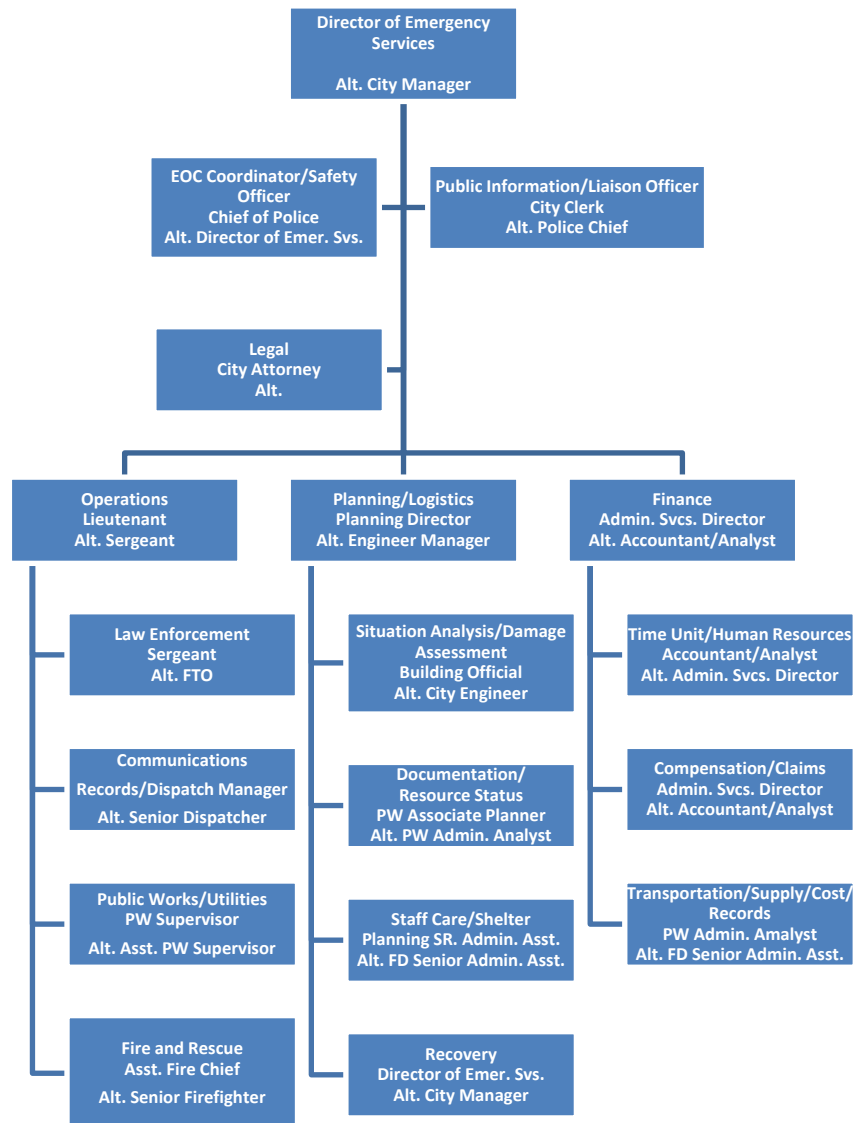 Director of Emergency
Services
Alt. City Manager
EOC Coordinator/Safety
Officer
Chief of Police
Alt. Director of Emer. Svs.
Public Information/Liaison Officer
City Clerk
Alt. Police Chief
Legal
City Attorney
Alt.
Operations
Lieutenant
Alt. Sergeant
Planning/Logistics
Planning Director
Alt. Engineer Manager
Finance
Admin. Svcs. Director
Alt. Accountant/Analyst
Law Enforcement
Sergeant
Alt. FTO
Communications
Records/Dispatch Manager
Alt. Senior Dispatcher
Public Works/Utilities
PW Supervisor
Alt. Asst. PW Supervisor
Fire and Rescue
Asst. Fire Chief
Alt. Senior Firefighter
Situation Analysis/Damage
Assessment
Building Official
Alt. City Engineer
Documentation/
Resource Status
PW Associate Planner
Alt. PW Admin. Analyst
Staff Care/Shelter
Planning SR. Admin. Asst.
Alt. FD Senior Admin. Asst.
Recovery
Director of Emer. Svs.
Alt. City Manager
Time Unit/Human Resources
Accountant/Analyst
Alt. Admin. Svcs. Director
Compensation/Claims
Admin. Svcs. Director
Alt. Accountant/Analyst
Transportation/Supply/Cost/
Records
PW Admin. Amalyst
Alt. FD Senior Admin. Asst.